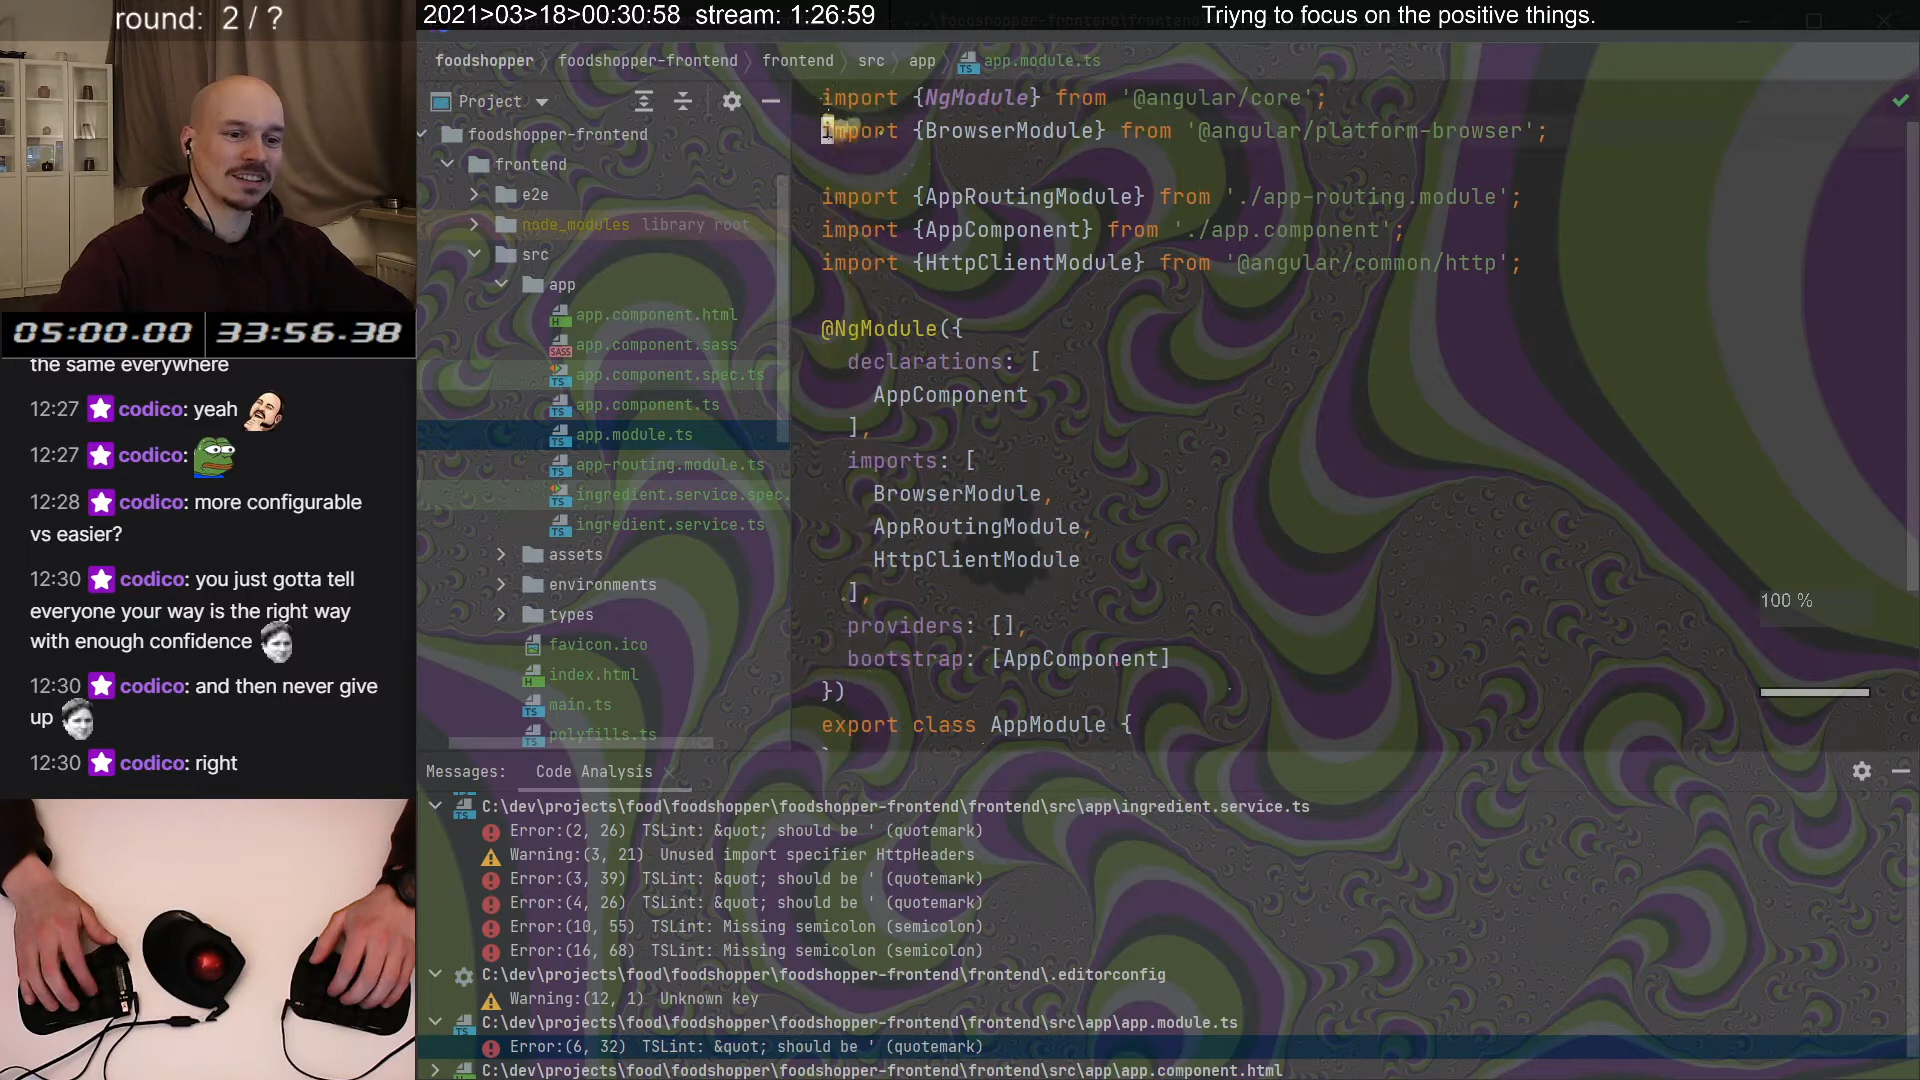 round: 2 / ?
2021>03>18>00:30:58 stream: 1:26:59
Triyng to focus on the positive things.
05:00.00 33:56.38
the same everywhere
12:27 codico: yeah
12:27 codico:
12:28 codico: more configurable
vs easier?
12:30 codico: you just gotta tell
everyone your way is the right way
with enough confidence
12:30 codico: and then never give
up
12:30 codico: right
foodshopper foodshopper-frontend frontend src app app.module.ts
Project
foodshopper-frontend
frontend
e2e
node_modules library root
src
app
app.component.html
app.component.sass
app.component.spec.ts
app.component.ts
app.module.ts
app-routing.module.ts
ingredient.service.spec.
ingredient.service.ts
assets
environments
types
favicon.ico
index.html
main.ts
polyfills.ts
import {NgModule} from '@angular/core';
import {BrowserModule} from '@angular/platform-browser';
import {AppRoutingModule} from './app-routing.module';
import {AppComponent} from './app.component';
import {HttpClientModule} from '@angular/common/http';
@NgModule({
declarations: [
AppComponent
],
imports: [
BrowserModule,
AppRoutingModule,
HttpClientModule
],
providers: [],
bootstrap: [AppComponent]
})
export class AppModule {
100 %
Messages: Code Analysis
C:\dev\projects\food\foodshopper\foodshopper-frontend\frontend\src\app\ingredient.service.ts
Error:(2, 26) TSLint: &quot; should be ' (quotemark)
Warning:(3, 21) Unused import specifier HttpHeaders
Error:(3, 39) TSLint: &quot; should be ' (quotemark)
Error:(4, 26) TSLint: &quot; should be ' (quotemark)
Error:(10, 55) TSLint: Missing semicolon (semicolon)
Error:(16, 68) TSLint: Missing semicolon (semicolon)
C:\dev\projects\food\foodshopper\foodshopper-frontend\frontend\.editorconfig
Warning:(12, 1) Unknown key
C:\dev\projects\food\foodshopper\foodshopper-frontend\frontend\src\app\app.module.ts
Error:(6, 32) TSLint: &quot; should be ' (quotemark)
C:\dev\projects\food\foodshopper\foodshopper-frontend\frontend\src\app\app.component.html